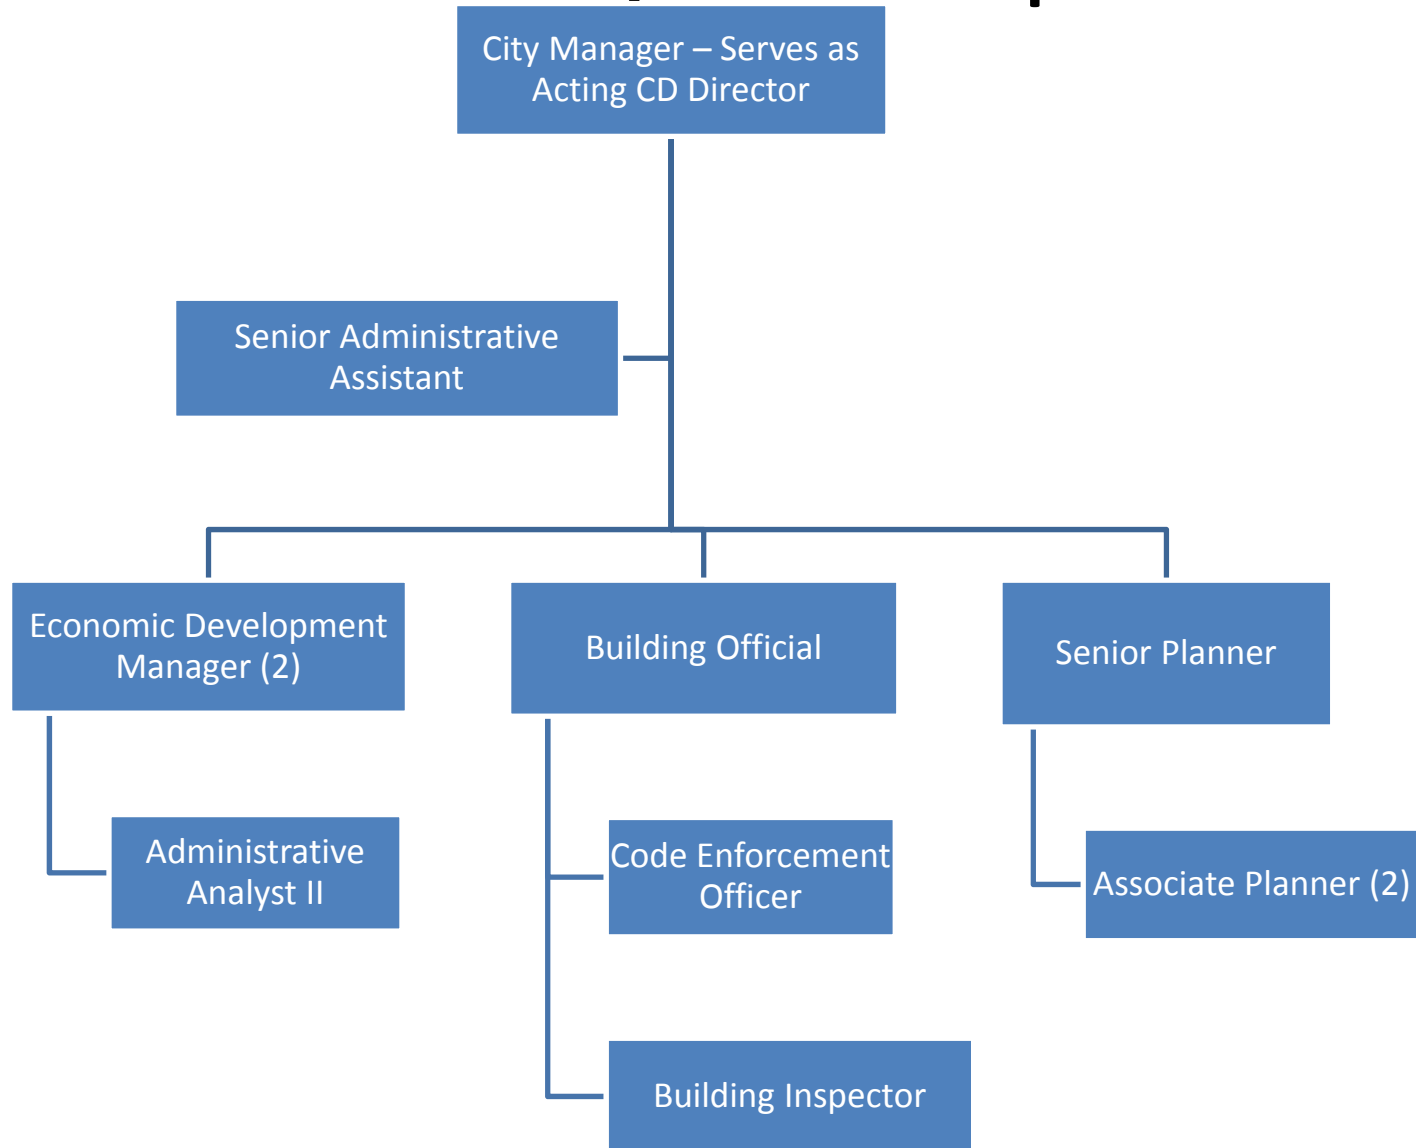 City Manager – Serves as
Acting CD Director
Senior Administrative
Assistant
Economic Development
Manager (2)
Building Official
Senior Planner
Administrative
Analyst II
Code Enforcement
Officer
Associate Planner (2)
Building Inspector